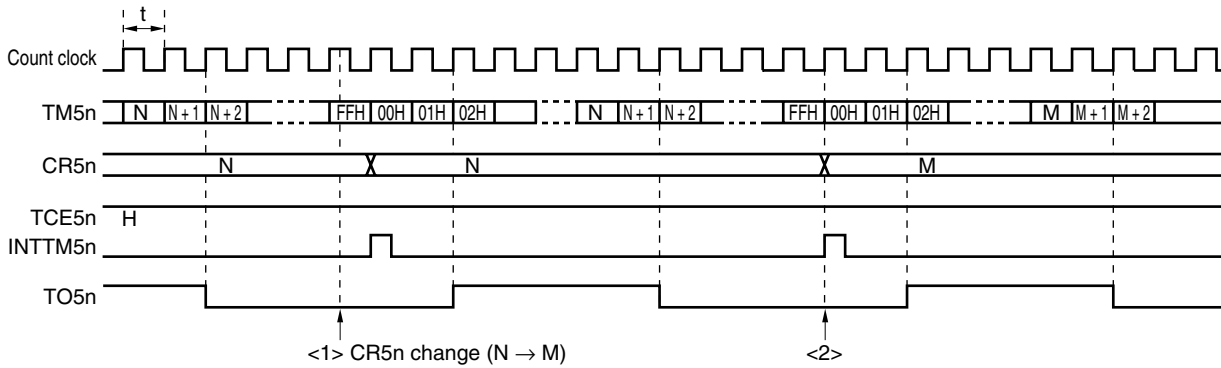 t
Count clock
TM5n N N + 1 N + 2 FFH 00H 01H 02H N N + 1 N + 2 FFH 00H 01H 02H M M + 1 M + 2
CR5n N N M
TCE5n H
INTTM5n
TO5n
<1> CR5n change (N → M) <2>